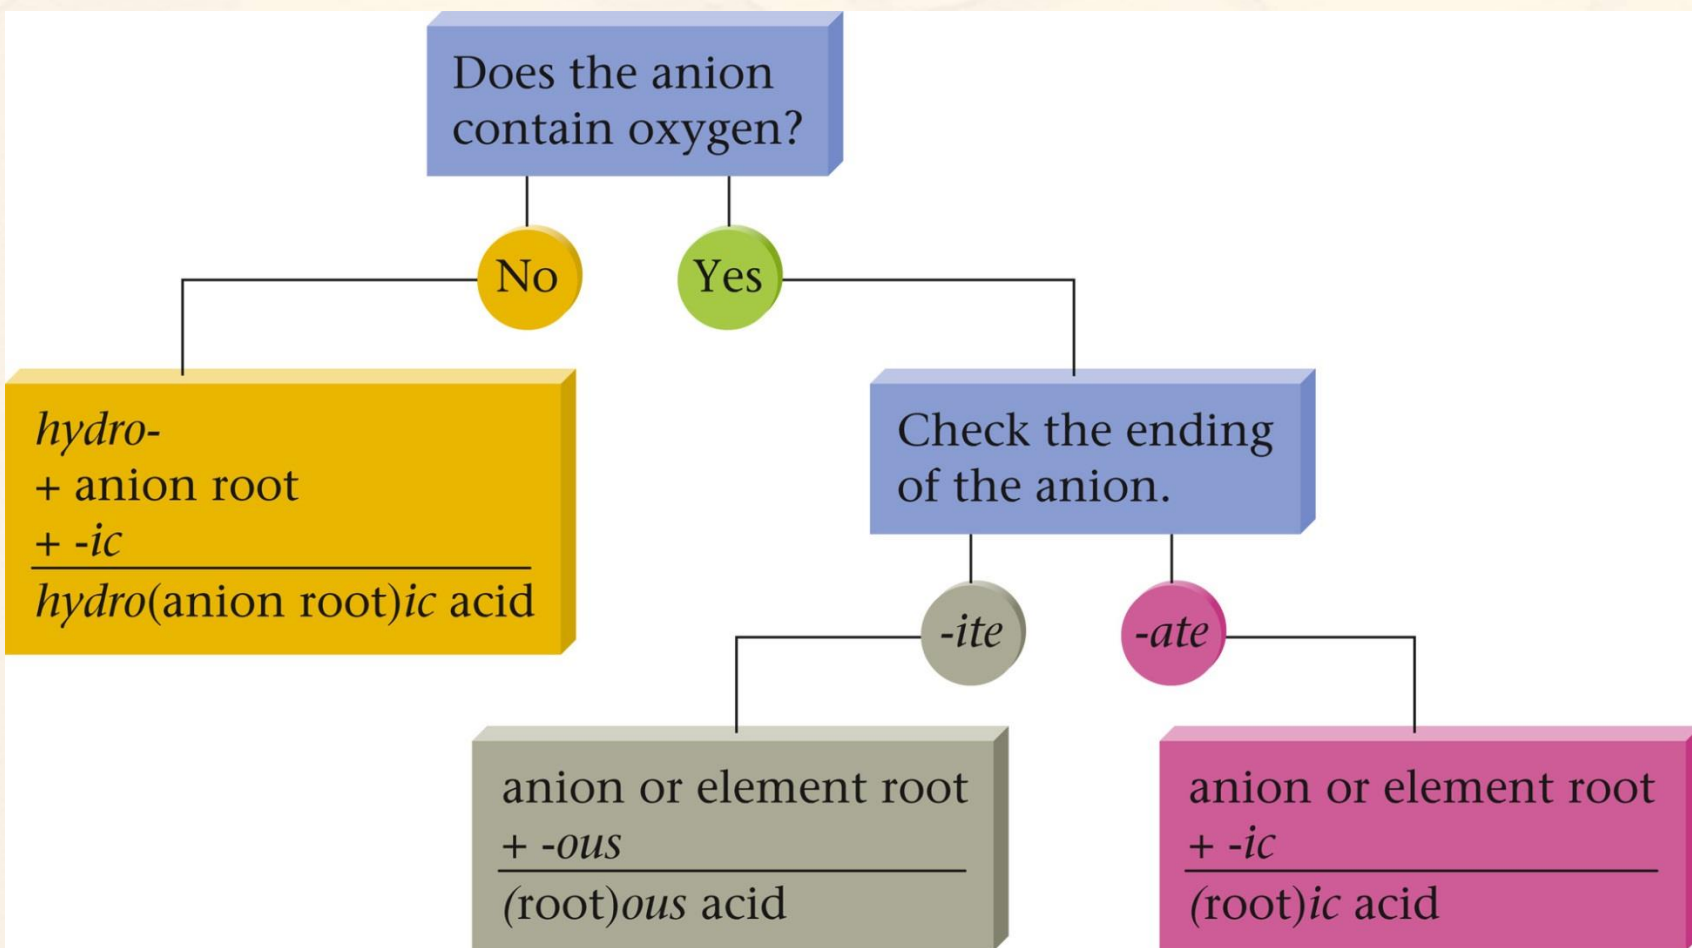 Does the anion
contain oxygen?
No
Yes
hydro-
+ anion root
+ -ic
hydro(anion root)ic acid
Check the ending
of the anion.
-ite
-ate
anion or element root
+ -ous
(root)ous acid
anion or element root
+ -ic
(root)ic acid